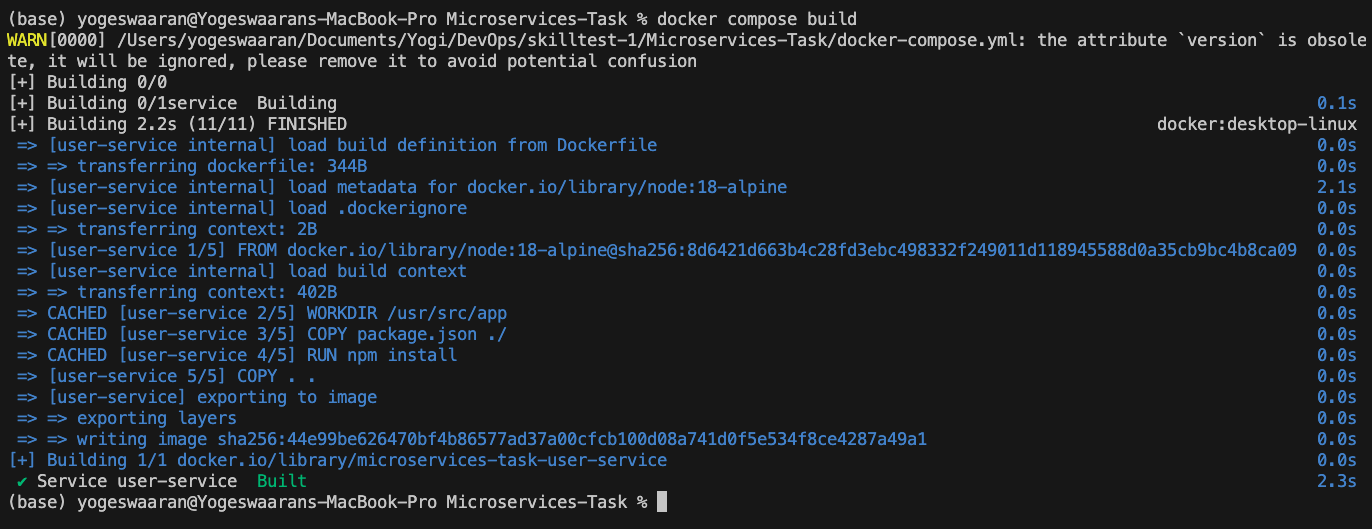 (base) yogeswaaran@Yogeswaarans-MacBook-Pro Microservices-Task % docker compose build
WARN[0000] /Users/yogeswaaran/Documents/Yogi/DevOps/skilltest-1/Microservices-Task/docker-compose.yml: the attribute `version` is obsole
te, it will be ignored, please remove it to avoid potential confusion
[+] Building 0/0
[+] Building 0/1service  Building 0.1s
[+] Building 2.2s (11/11) FINISHED docker:desktop-linux
=> [user-service internal] load build definition from Dockerfile 0.0s
=> => transferring dockerfile: 344B 0.0s
=> [user-service internal] load metadata for docker.io/library/node:18-alpine 2.1s
=> [user-service internal] load .dockerignore 0.0s
=> => transferring context: 2B 0.0s
=> [user-service 1/5] FROM docker.io/library/node:18-alpine@sha256:8d6421d663b4c28fd3ebc498332f249011d118945588d0a35cb9bc4b8ca09 0.0s
=> [user-service internal] load build context 0.0s
=> => transferring context: 402B 0.0s
=> CACHED [user-service 2/5] WORKDIR /usr/src/app 0.0s
=> CACHED [user-service 3/5] COPY package.json ./ 0.0s
=> CACHED [user-service 4/5] RUN npm install 0.0s
=> [user-service 5/5] COPY . . 0.0s
=> [user-service] exporting to image 0.0s
=> => exporting layers 0.0s
=> => writing image sha256:44e99be626470bf4b86577ad37a00cfcb100d08a741d0f5e534f8ce4287a49a1 0.0s
[+] Building 1/1 docker.io/library/microservices-task-user-service 0.0s
✔ Service user-service  Built 2.3s
(base) yogeswaaran@Yogeswaarans-MacBook-Pro Microservices-Task %